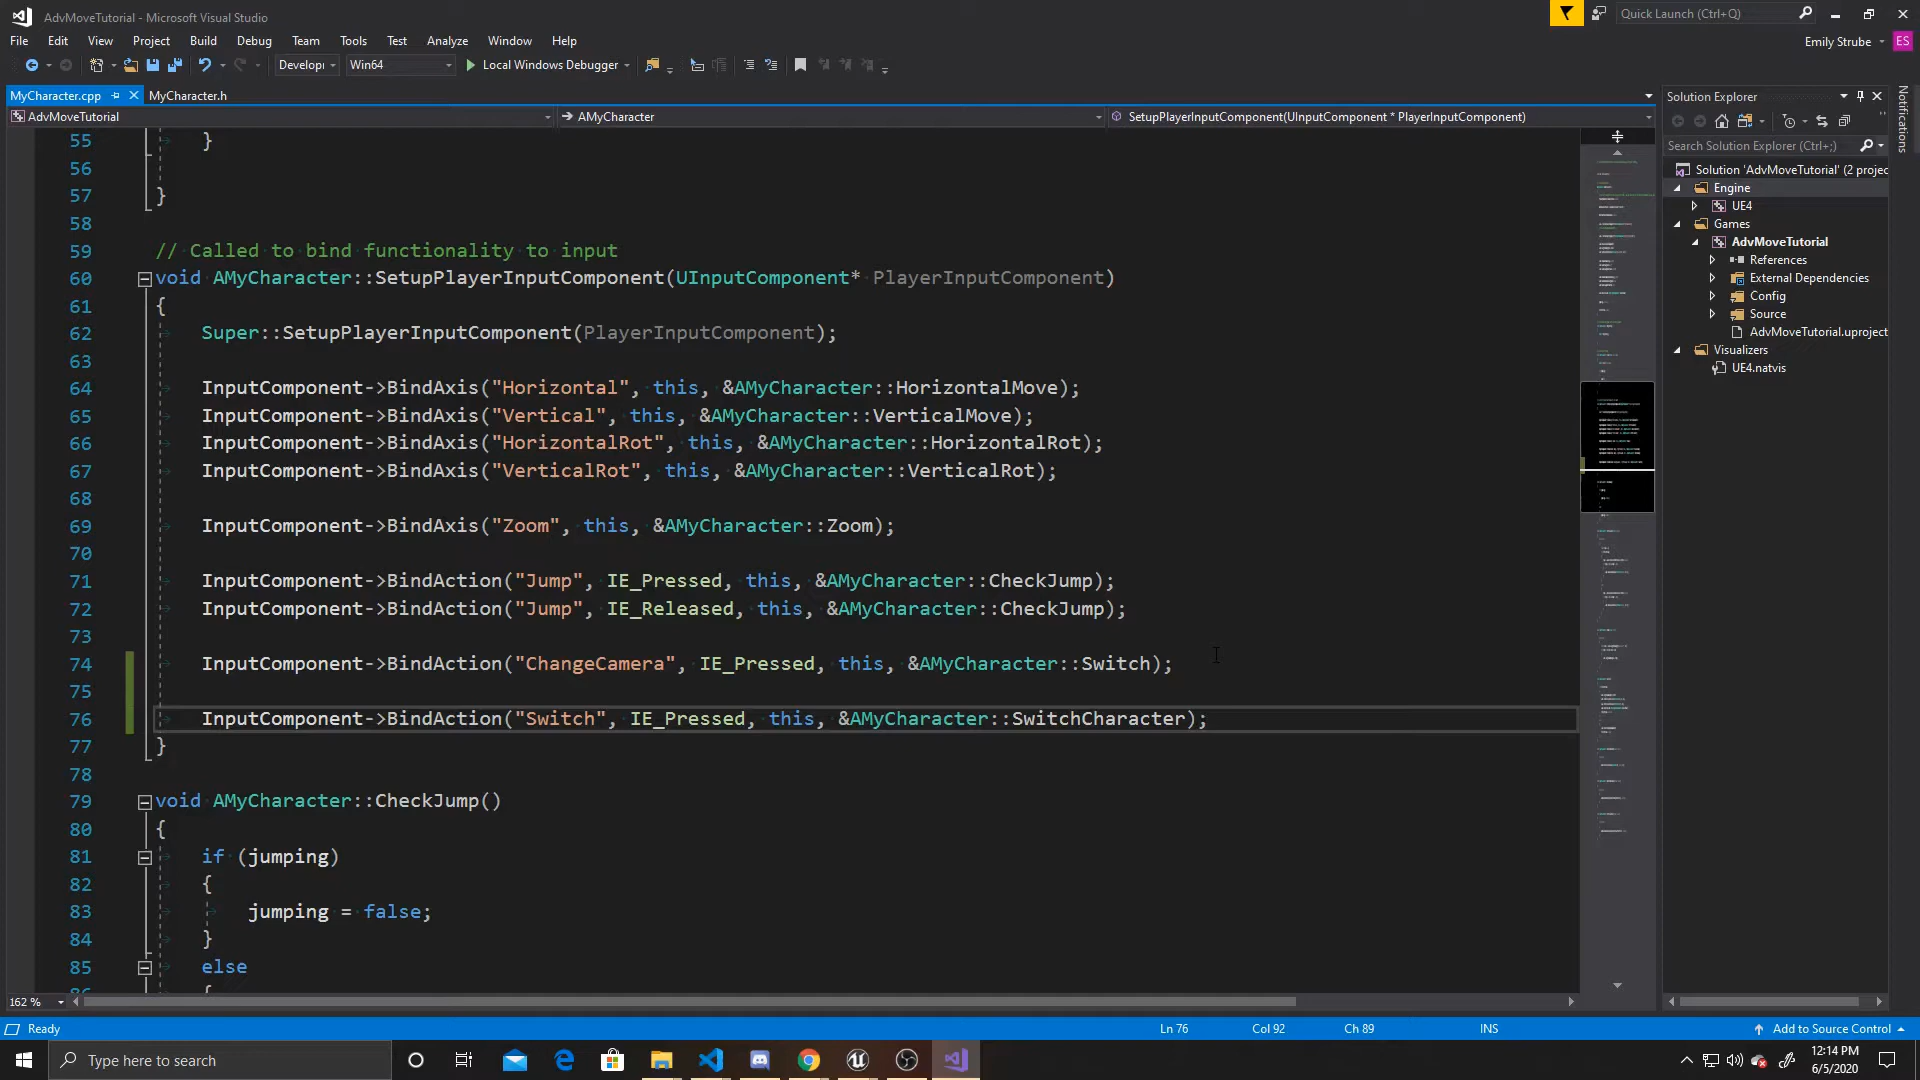 AdvMoveTutorial - Microsoft Visual Studio
Quick Launch (Ctrl+Q)
File Edit View Project Build Debug Team Tools Test Analyze Window Help
Emily Strube ES
Develop Win64 Local Windows Debugger
MyCharacter.cpp MyCharacter.h
AdvMoveTutorial AMyCharacter SetupPlayerInputComponent(UInputComponent * PlayerInputComponent)
55 }
56
57 }
58
59 // Called to bind functionality to input
60 void AMyCharacter::SetupPlayerInputComponent(UInputComponent* PlayerInputComponent)
61 {
62 Super::SetupPlayerInputComponent(PlayerInputComponent);
63
64 InputComponent->BindAxis("Horizontal", this, &AMyCharacter::HorizontalMove);
65 InputComponent->BindAxis("Vertical", this, &AMyCharacter::VerticalMove);
66 InputComponent->BindAxis("HorizontalRot", this, &AMyCharacter::HorizontalRot);
67 InputComponent->BindAxis("VerticalRot", this, &AMyCharacter::VerticalRot);
68
69 InputComponent->BindAxis("Zoom", this, &AMyCharacter::Zoom);
70
71 InputComponent->BindAction("Jump", IE_Pressed, this, &AMyCharacter::CheckJump);
72 InputComponent->BindAction("Jump", IE_Released, this, &AMyCharacter::CheckJump);
73
74 InputComponent->BindAction("ChangeCamera", IE_Pressed, this, &AMyCharacter::Switch);
75
76 InputComponent->BindAction("Switch", IE_Pressed, this, &AMyCharacter::SwitchCharacter);
77 }
78
79 void AMyCharacter::CheckJump()
80 {
81 if (jumping)
82 {
83 jumping = false;
84 }
85 else
86 {
162 %
Solution Explorer
Search Solution Explorer (Ctrl+;)
Solution 'AdvMoveTutorial' (2 projec
Engine
UE4
Games
AdvMoveTutorial
References
External Dependencies
Config
Source
AdvMoveTutorial.uproject
Visualizers
UE4.natvis
Notifications
Ready Ln 76 Col 92 Ch 89 INS Add to Source Control
Type here to search
12:14 PM
6/5/2020